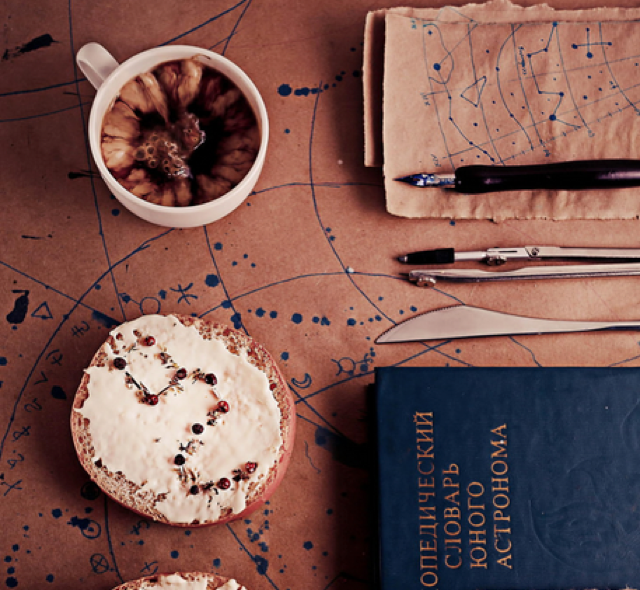 ОПЕДИЧЕСКИЙ
СЛОВАРЬ
ЮНОГО
АСТРОНОМА